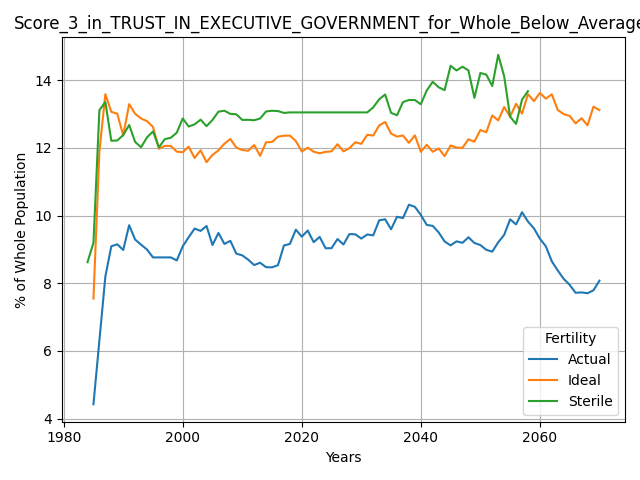 Score_3_in_TRUST_IN_EXECUTIVE_GOVERNMENT_for_Whole_Below_Average
% of Whole Population
14
12
10
8
6
4
1980
2000
2020
2040
2060
Years
Fertility
Actual
Ideal
Sterile